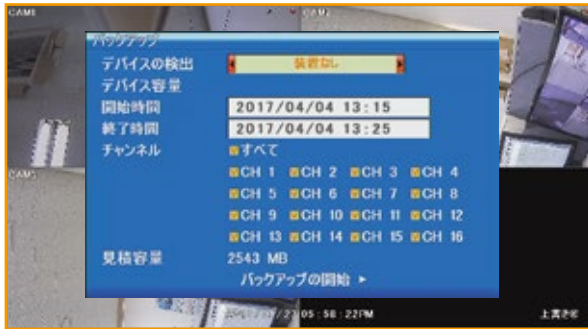 CAM1
CAM2
バックアップ
デバイスの検出 装置なし
デバイス容量
開始時間 2017/04/04 13:15
終了時間 2017/04/04 13:25
チャンネル すべて
CH 1 CH 2 CH 3 CH 4
CH 5 CH 6 CH 7 CH 8
CH 9 CH 10 CH 11 CH 12
CH 13 CH 14 CH 15 CH 16
見積容量 2543 MB
バックアップの開始
05:58:22PM